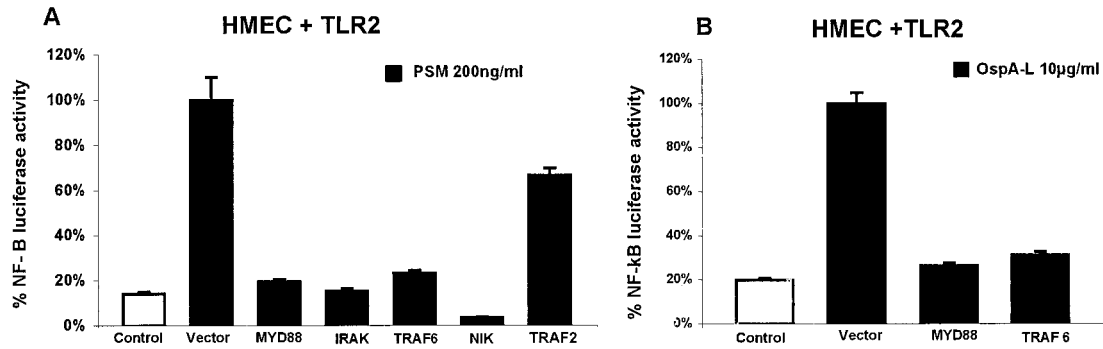 A
HMEC + TLR2
120%
100%
80%
60%
40%
20%
0%
% NF- B luciferase activity
PSM 200ng/ml
Control Vector MYD88 IRAK TRAF6 NIK TRAF2
B
HMEC +TLR2
120%
100%
80%
60%
40%
20%
0%
% NF-kB luciferase activity
OspA-L 10µg/ml
Control Vector MYD88 TRAF 6